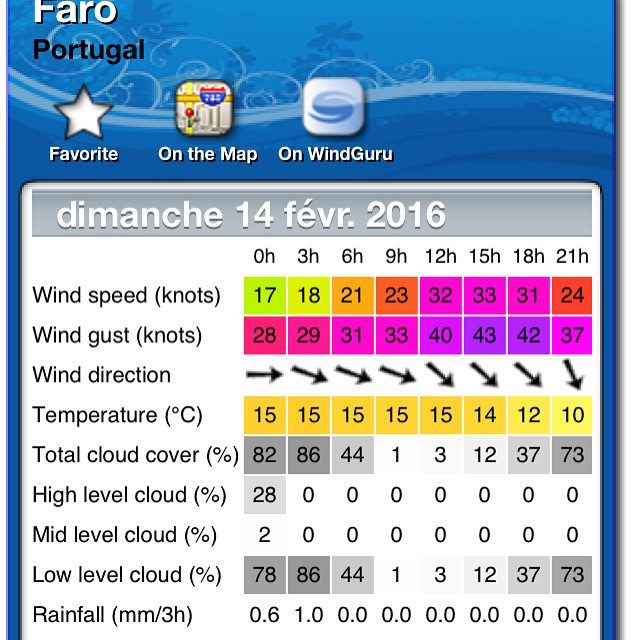 Faro
Portugal
Favorite On the Map On WindGuru
dimanche 14 févr. 2016
0h 3h 6h 9h 12h 15h 18h 21h
Wind speed (knots) 17 18 21 23 32 33 31 24
Wind gust (knots) 28 29 31 33 40 43 42 37
Wind direction
Temperature (°C) 15 15 15 15 15 14 12 10
Total cloud cover (%) 82 86 44 1 3 12 37 73
High level cloud (%) 28 0 0 0 0 0 0 0
Mid level cloud (%) 2 0 0 0 0 0 0 0
Low level cloud (%) 78 86 44 1 3 12 37 73
Rainfall (mm/3h) 0.6 1.0 0.0 0.0 0.0 0.0 0.0 0.0